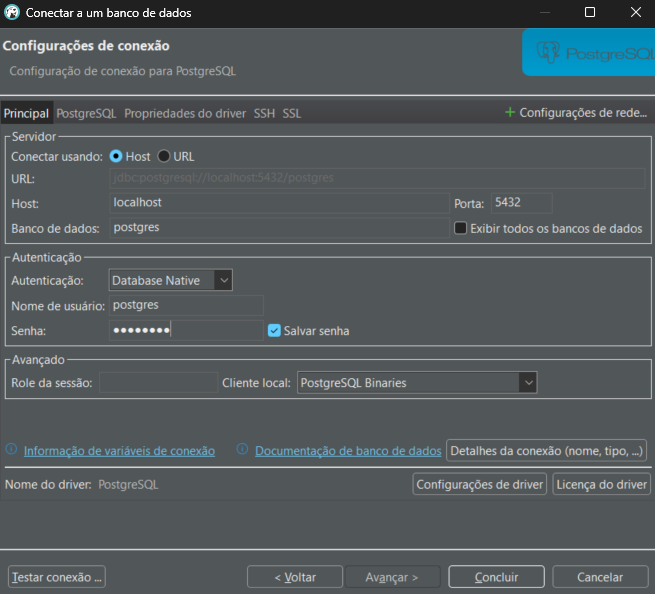 Conectar a um banco de dados
Configurações de conexão
Configuração de conexão para PostgreSQL
PostgreSQL
Principal PostgreSQL Propriedades do driver SSH SSL + Configurações de rede...
Servidor
Conectar usando: Host URL
URL: jdbc:postgresql://localhost:5432/postgres
Host: localhost Porta: 5432
Banco de dados: postgres Exibir todos os bancos de dados
Autenticação
Autenticação: Database Native
Nome de usuário: postgres
Senha: ●●●●●●●● Salvar senha
Avançado
Role da sessão: Cliente local: PostgreSQL Binaries
Informação de variáveis de conexão Documentação de banco de dados Detalhes da conexão (nome, tipo, ...)
Nome do driver: PostgreSQL Configurações de driver Licença do driver
Testar conexão ... < Voltar Avançar > Concluir Cancelar